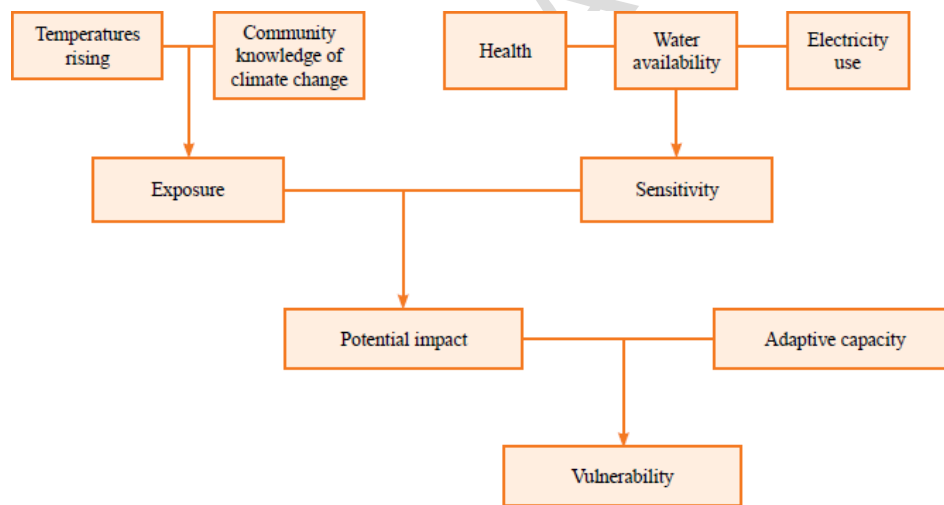 Temperatures
rising
Community
knowledge of
climate change
Health
Water
availability
Electricity
use
Exposure
Sensitivity
Potential impact
Adaptive capacity
Vulnerability